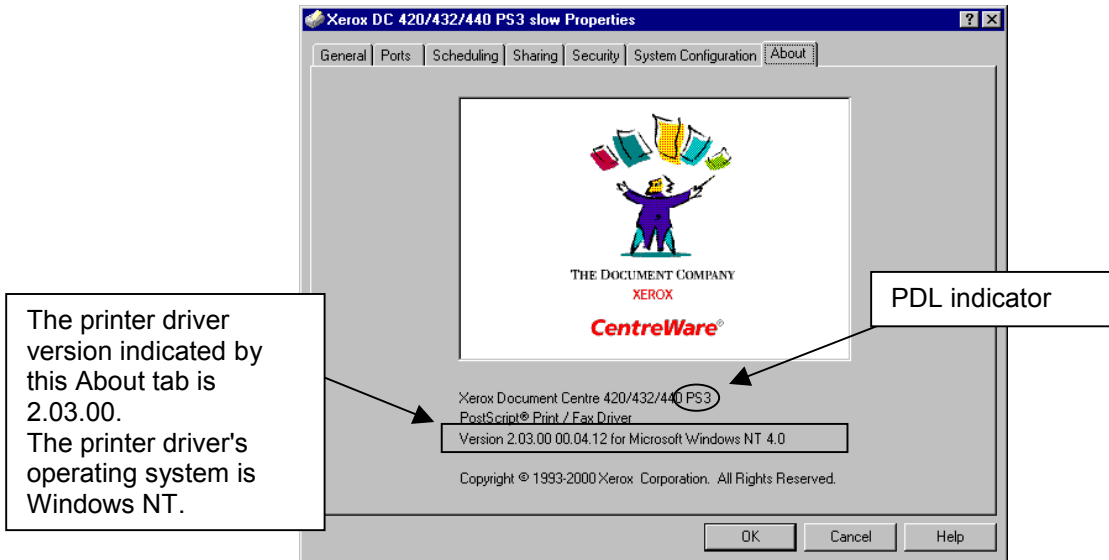 Xerox DC 420/432/440 PS3 slow Properties
General Ports Scheduling Sharing Security System Configuration About
THE DOCUMENT COMPANY
XEROX
CentreWare®
PDL indicator
The printer driver
version indicated by
this About tab is
2.03.00.
The printer driver's
operating system is
Windows NT.
Xerox Document Centre 420/432/440 PS3
PostScript® Print / Fax Driver
Version 2.03.00 00.04.12 for Microsoft Windows NT 4.0
Copyright © 1993-2000 Xerox Corporation. All Rights Reserved.
OK Cancel Help